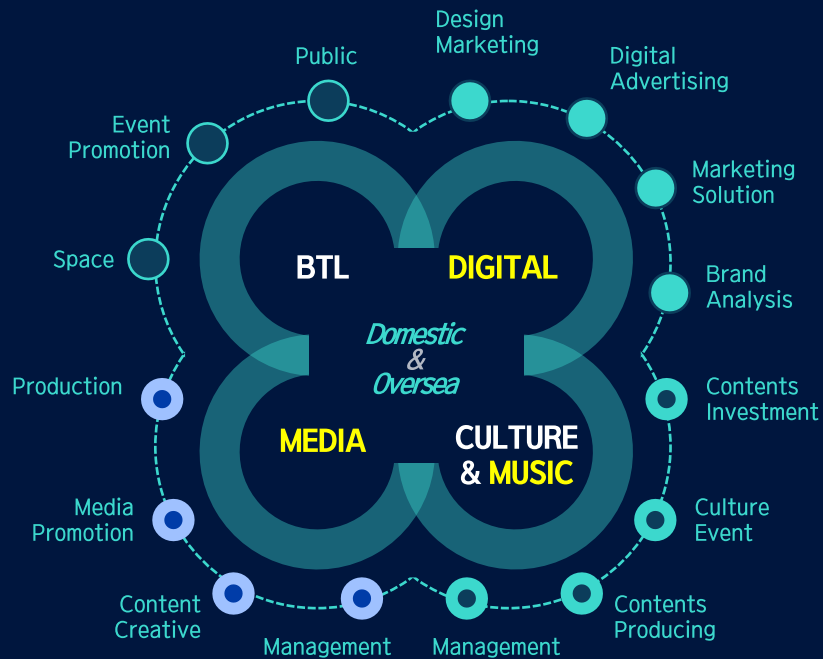 Design
Marketing
Public
Digital
Advertising
Event
Promotion
Marketing
Solution
Space
BTL
DIGITAL
Brand
Analysis
Domestic
&
Oversea
Production
Contents
Investment
MEDIA
CULTURE
& MUSIC
Media
Promotion
Culture
Event
Content
Creative
Contents
Producing
Management
Management